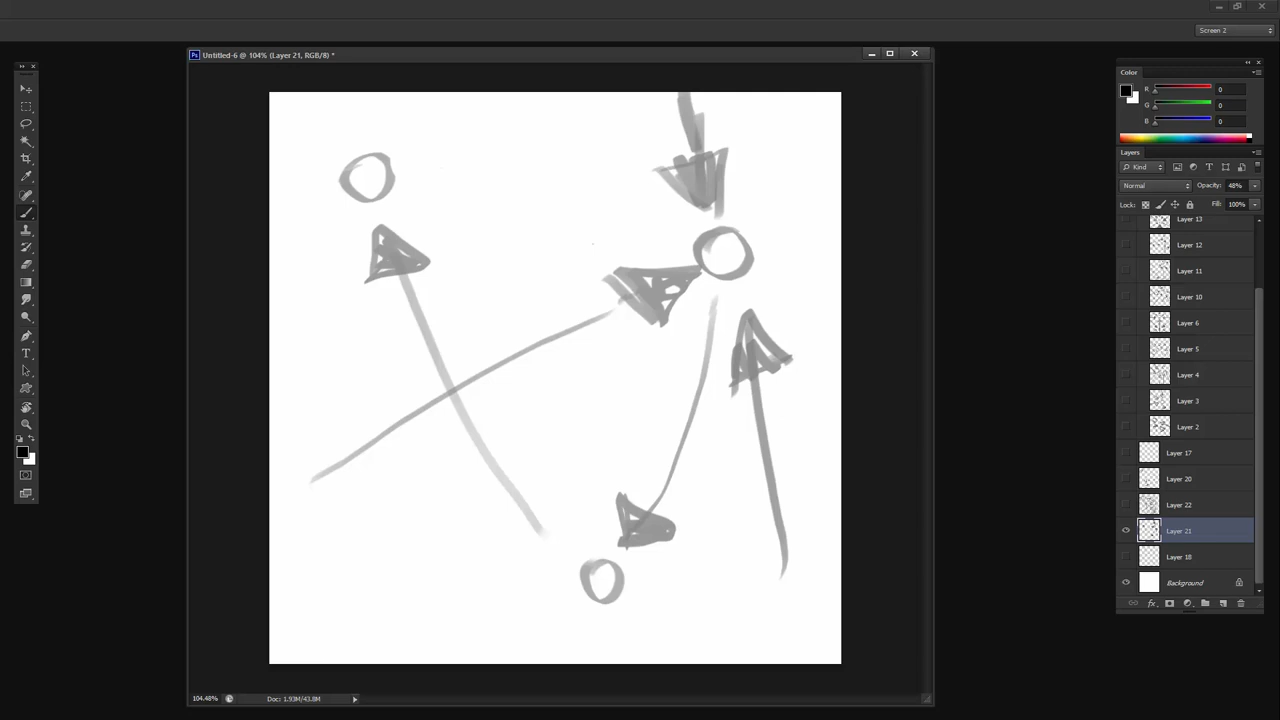 Screen 2
Untitled-6 @ 104% (Layer 21, RGB/8) *
Color
R 0
G 0
B 0
Layers
Kind
Normal Opacity: 48%
Lock: Fill: 100%
Layer 13
Layer 12
Layer 11
Layer 10
Layer 6
Layer 5
Layer 4
Layer 3
Layer 2
Layer 17
Layer 20
Layer 22
Layer 21
Layer 18
Background
104.48% Doc: 1.93M/43.8M